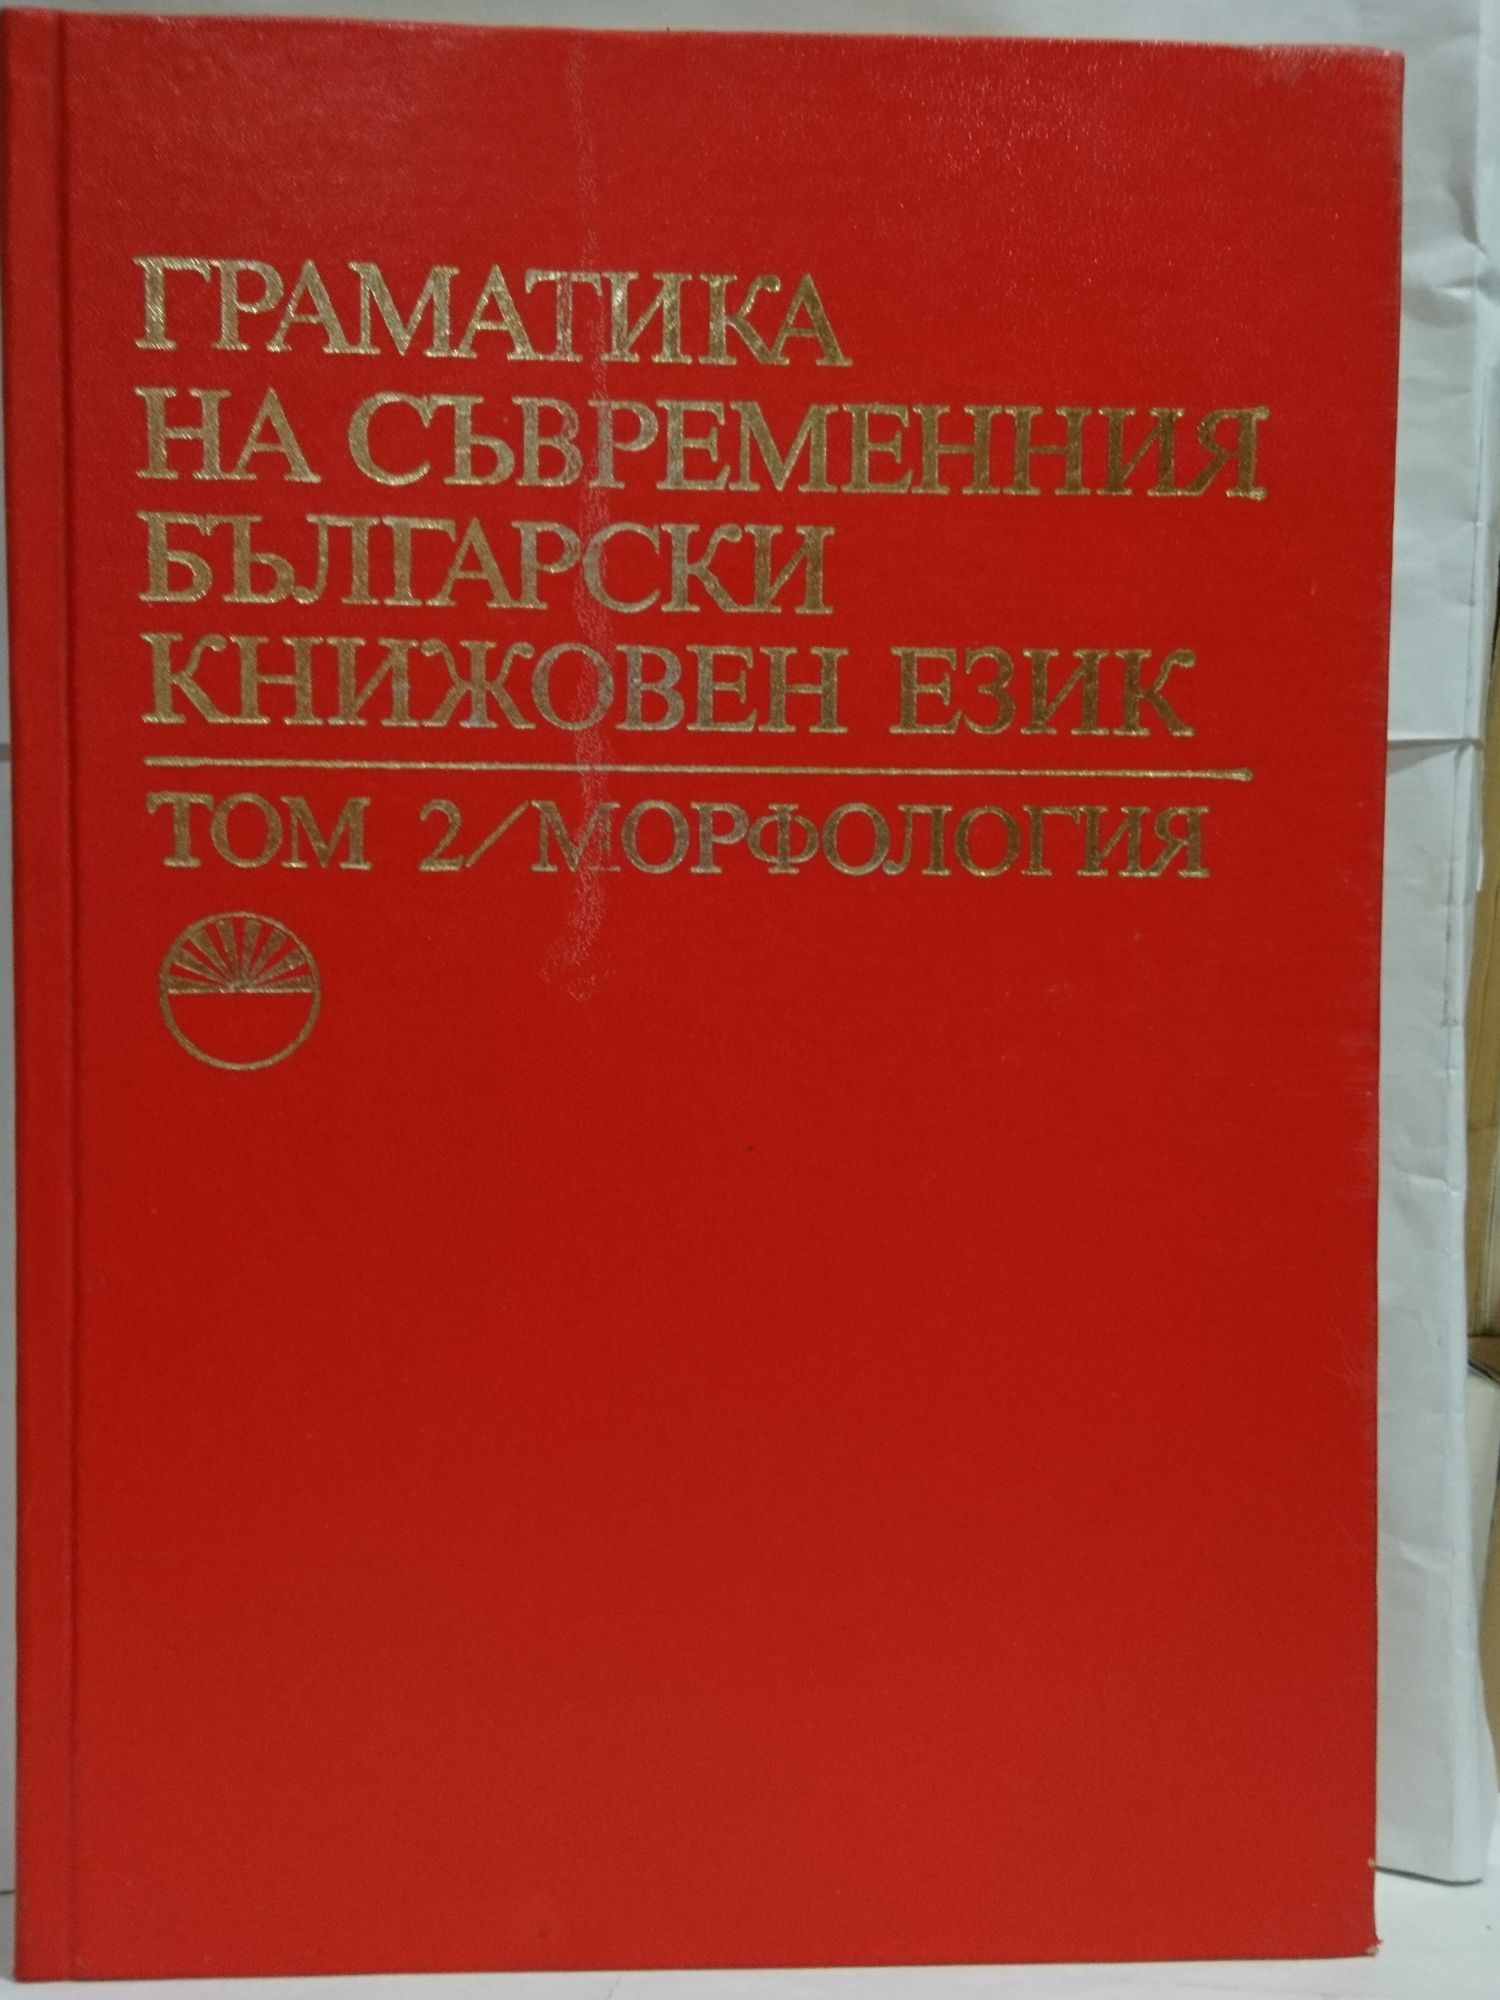 ГРАМАТИКА
НА СЪВРЕМЕННИЯ
БЪЛГАРСКИ
КНИЖОВЕН ЕЗИК
ТОМ 2/МОРФОЛОГИЯ